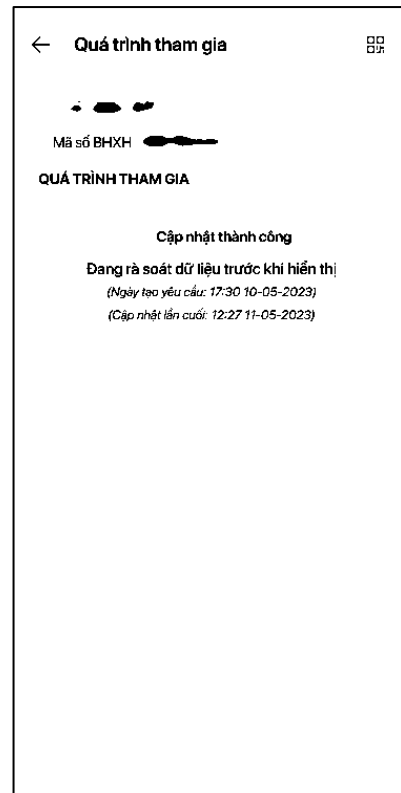 Quá trình tham gia
Mã số BHXH
QUÁ TRÌNH THAM GIA
Cập nhật thành công
Đang rà soát dữ liệu trước khi hiển thị
(Ngày tạo yêu cầu: 17:30 10-05-2023)
(Cập nhật lần cuối: 12:27 11-05-2023)